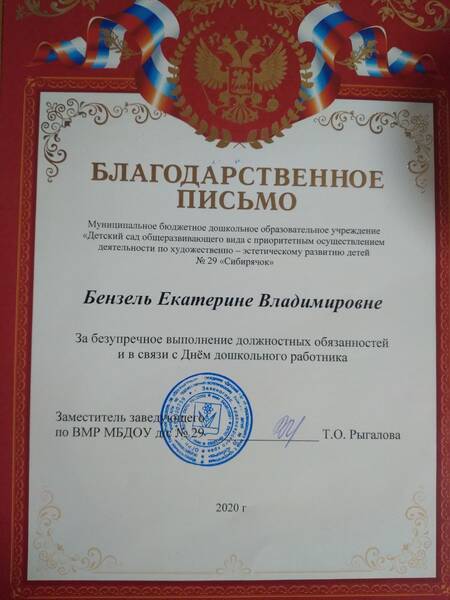 БЛАГОДАРСТВЕННОЕ
ПИСЬМО
Муниципальное бюджетное дошкольное образовательное учреждение
«Детский сад общеразвивающего вида с приоритетным осуществлением
деятельности по художественно – эстетическому развитию детей
№ 29 «Сибирячок»
Бензель Екатерине Владимировне
За безупречное выполнение должностных обязанностей
и в связи с Днём дошкольного работника
Заместитель заведующего
по ВМР МБДОУ д/с № 29 Т.О. Рыгалова
2020 г